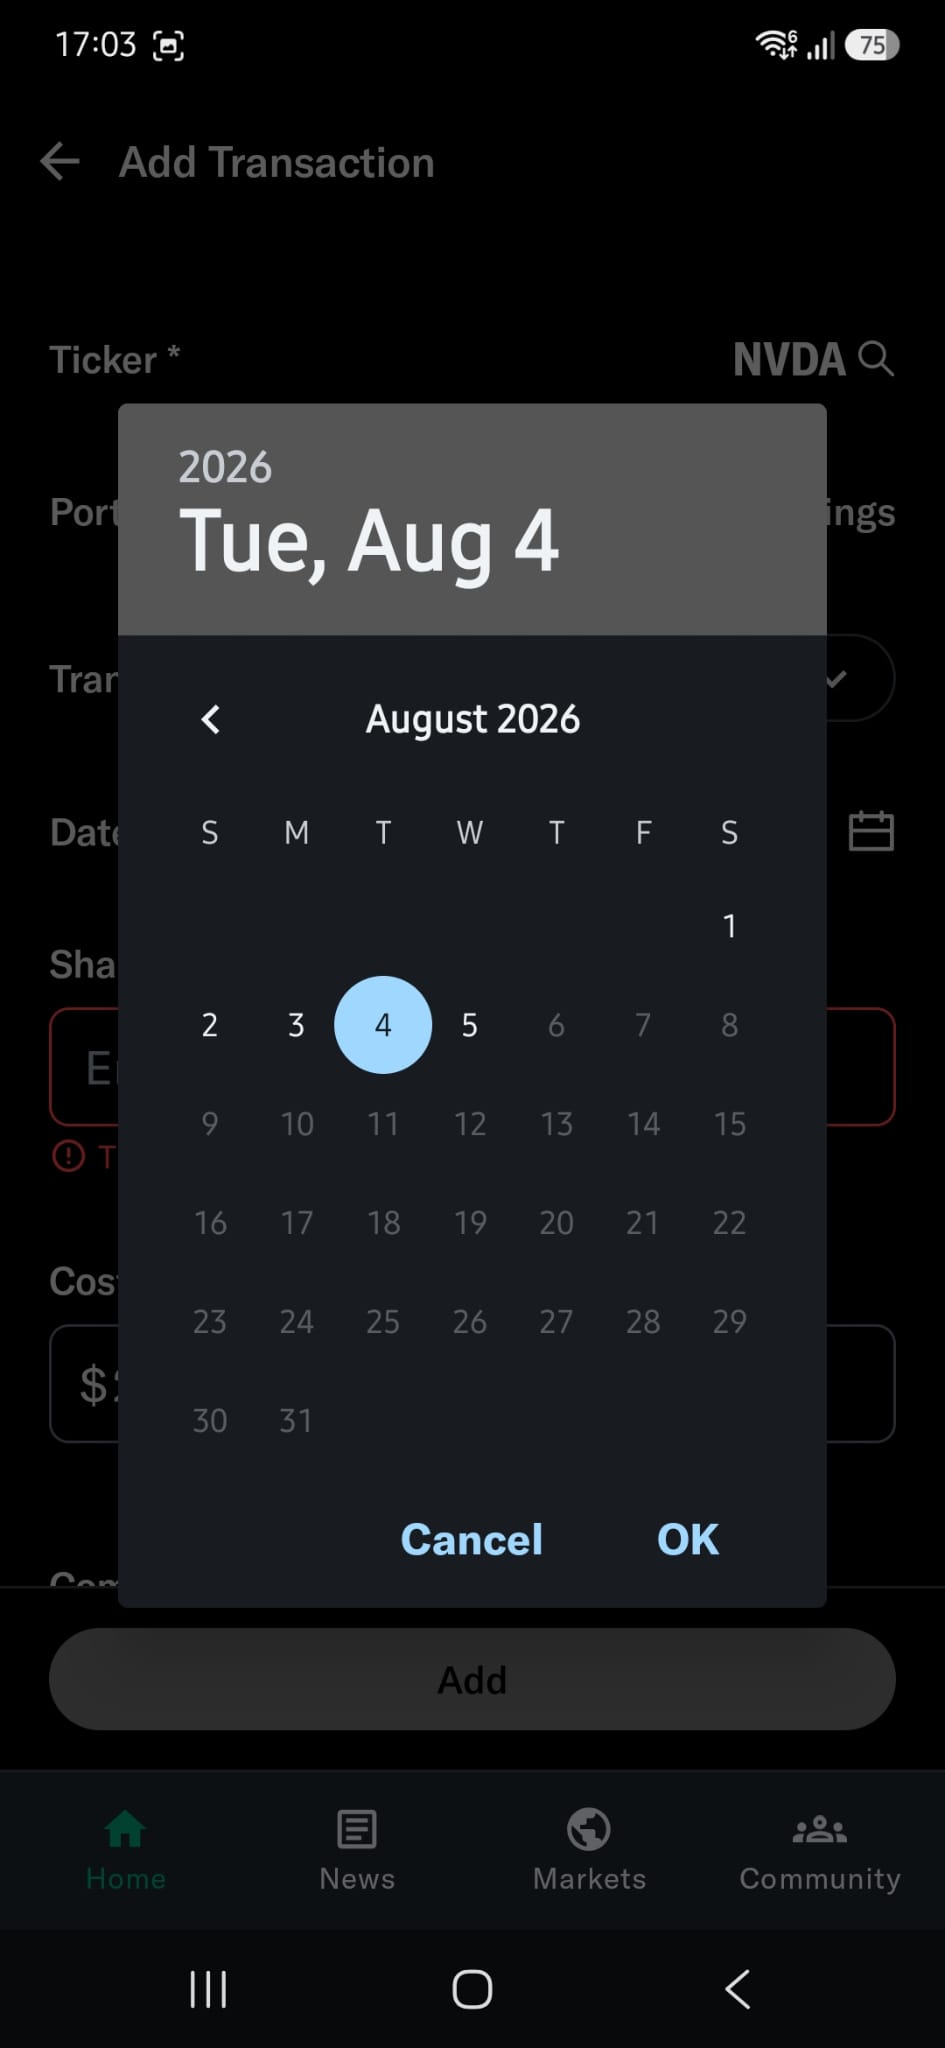 17:03 6 75
Add Transaction
Ticker * NVDA
2026
Tue, Aug 4
August 2026
S M T W T F S
1
2 3 4 5 6 7 8
9 10 11 12 13 14 15
16 17 18 19 20 21 22
23 24 25 26 27 28 29
30 31
Cancel OK
Add
Home News Markets Community